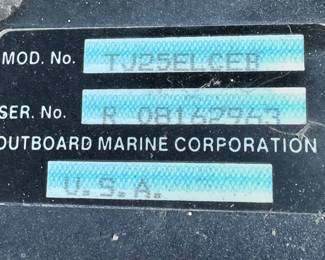 MOD. No. TJ25ELCER
SER. No. R 08162963
OUTBOARD MARINE CORPORATION
U.S.A.